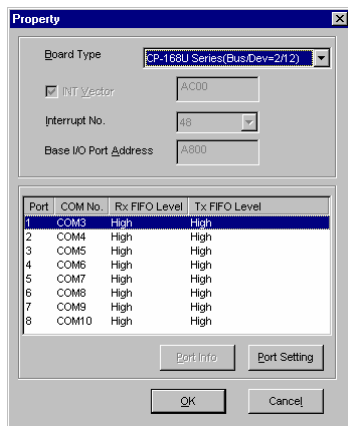 Property
Board Type CP-168U Series(Bus/Dev=2/12)
INT Vector AC00
Interrupt No. 48
Base I/O Port Address A800
Port COM No. Rx FIFO Level Tx FIFO Level
1 COM3 High High
2 COM4 High High
3 COM5 High High
4 COM6 High High
5 COM7 High High
6 COM8 High High
7 COM9 High High
8 COM10 High High
Port Info Port Setting
OK Cancel